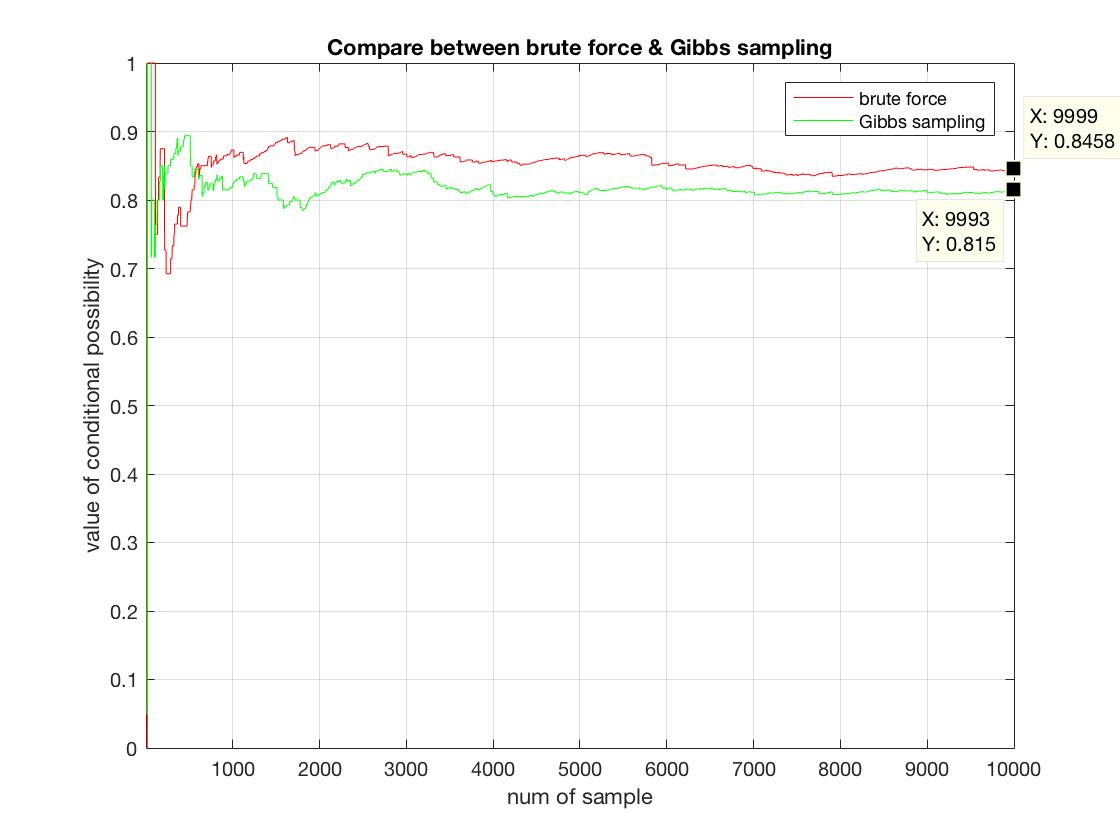 Compare between brute force & Gibbs sampling
1
0.9
0.8
0.7
0.6
0.5
0.4
0.3
0.2
0.1
0
value of conditional possibility
brute force
Gibbs sampling
X: 9999
Y: 0.8458
X: 9993
Y: 0.815
1000
2000
3000
4000
5000
6000
7000
8000
9000
10000
num of sample